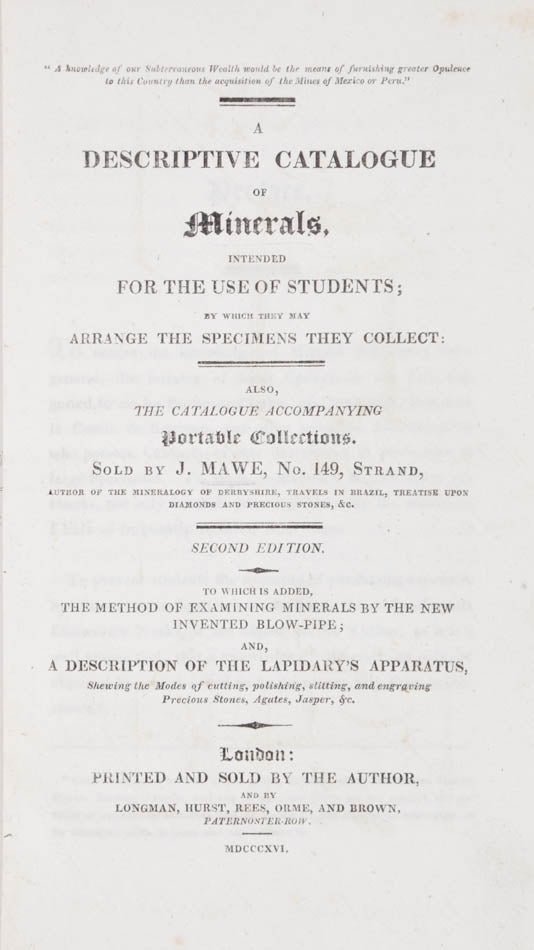 " A knowledge of our Subterraneous Wealth would be the means of furnishing greater Opulence
to this Country than the acquisition of the Mines of Mexico or Peru."
A
DESCRIPTIVE CATALOGUE
OF
Minerals,
INTENDED
FOR THE USE OF STUDENTS;
BY WHICH THEY MAY
ARRANGE THE SPECIMENS THEY COLLECT:
ALSO,
THE CATALOGUE ACCOMPANYING
Portable Collections.
SOLD BY J. MAWE, No. 149, STRAND,
AUTHOR OF THE MINERALOGY OF DERBYSHIRE, TRAVELS IN BRAZIL, TREATISE UPON
DIAMONDS AND PRECIOUS STONES, &C.
SECOND EDITION.
TO WHICH IS ADDED,
THE METHOD OF EXAMINING MINERALS BY THE NEW
INVENTED BLOW-PIPE;
AND,
A DESCRIPTION OF THE LAPIDARY'S APPARATUS,
Shewing the Modes of cutting, polishing, slitting, and engraving
Precious Stones, Agates, Jasper, &c.
London:
PRINTED AND SOLD BY THE AUTHOR,
AND BY
LONGMAN, HURST, REES, ORME, AND BROWN,
PATERNOSTER-ROW.
MDCCCXVI.